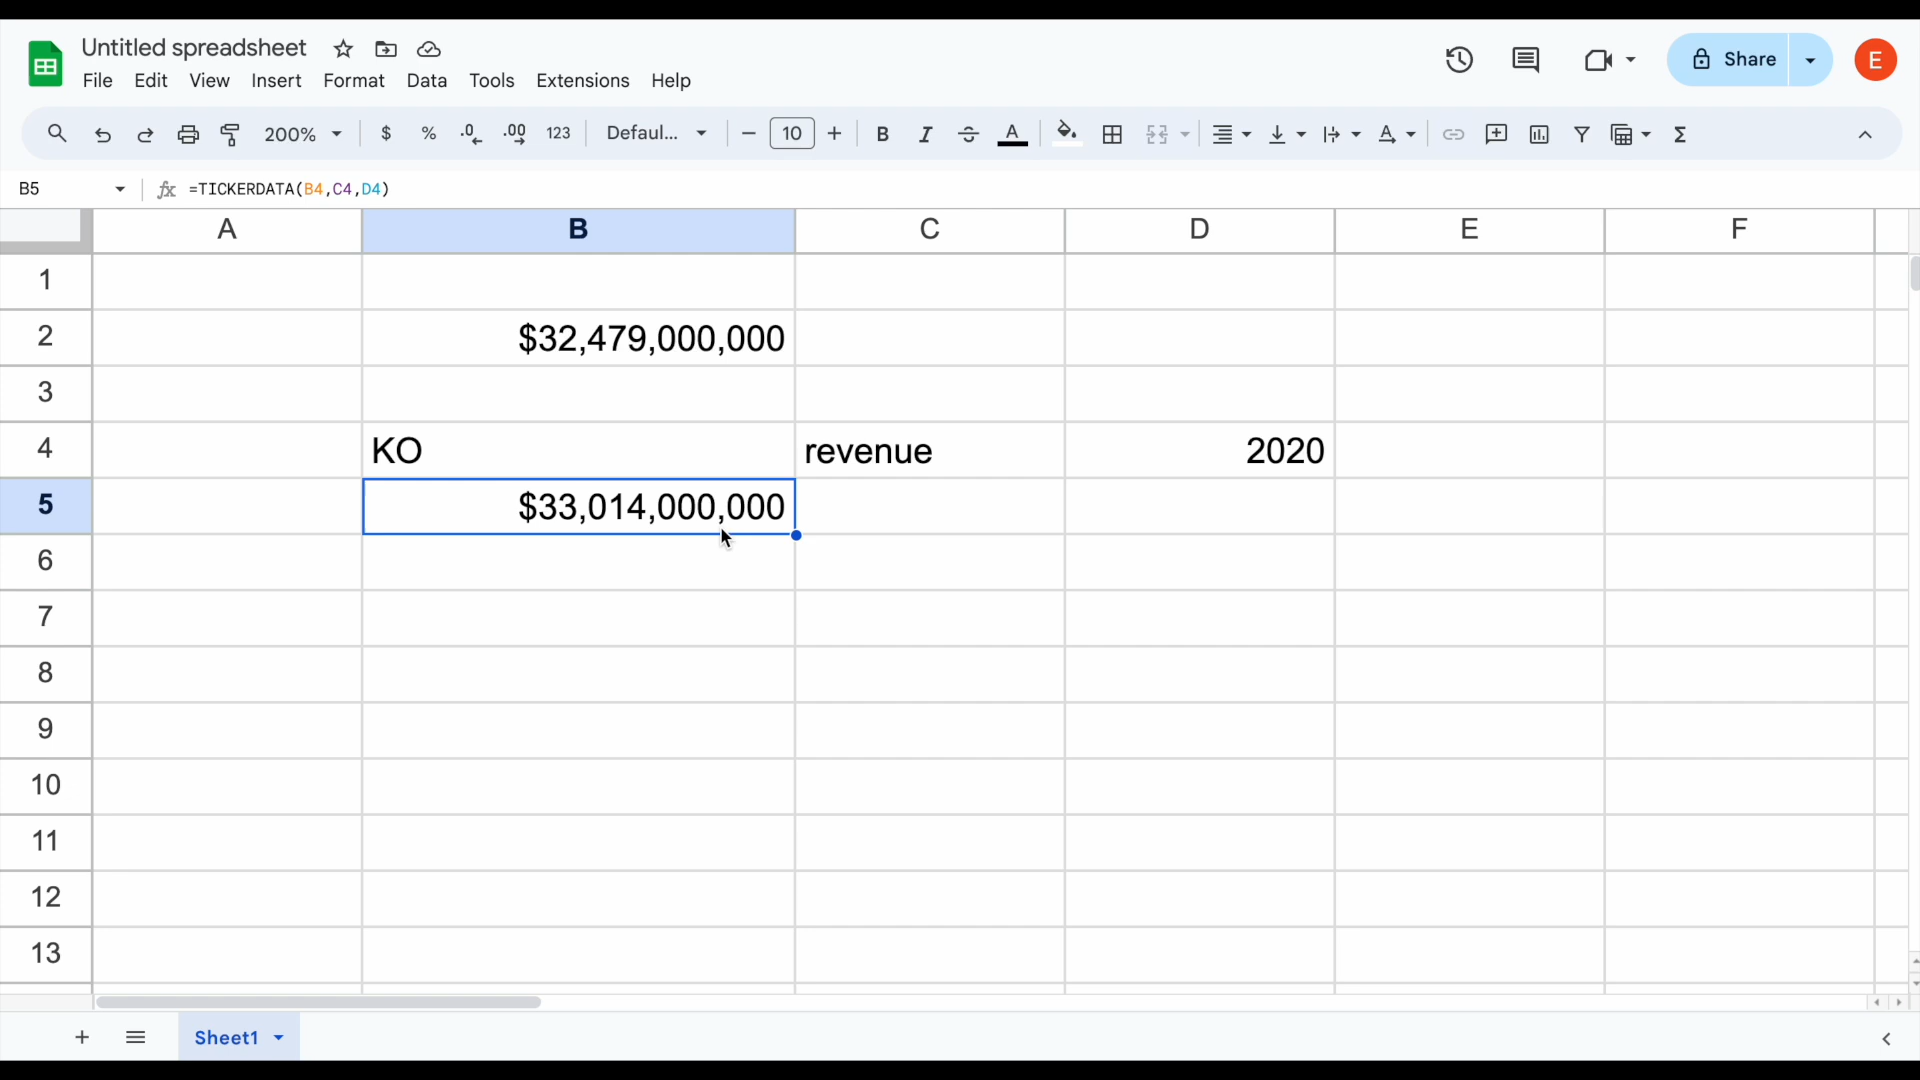 Untitled spreadsheet
File Edit View Insert Format Data Tools Extensions Help
Share
E
200% $ % .0 .00 123 Defaul... 10 B I A A Σ
B5 fx =TICKERDATA(B4,C4,D4)
A B C D E F
1
2 $32,479,000,000
3
4 KO revenue 2020
5 $33,014,000,000
6
7
8
9
10
11
12
13
Sheet1